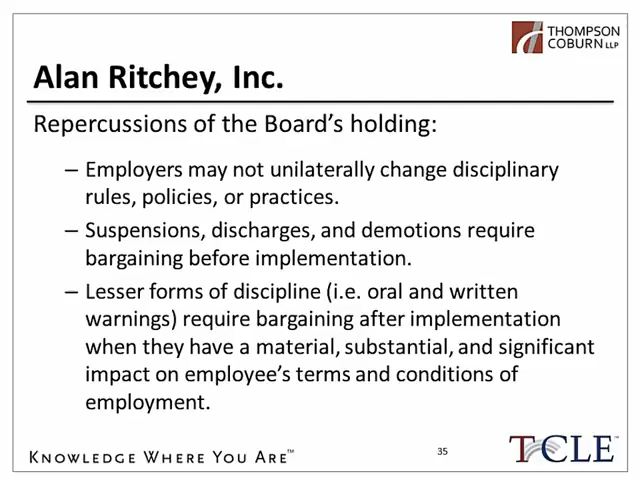 THOMPSON
COBURN LLP
Alan Ritchey, Inc.
Repercussions of the Board's holding:
– Employers may not unilaterally change disciplinary
rules, policies, or practices.
– Suspensions, discharges, and demotions require
bargaining before implementation.
– Lesser forms of discipline (i.e. oral and written
warnings) require bargaining after implementation
when they have a material, substantial, and significant
impact on employee's terms and conditions of
employment.
KNOWLEDGE WHERE YOU ARE™
35
TCCLE™